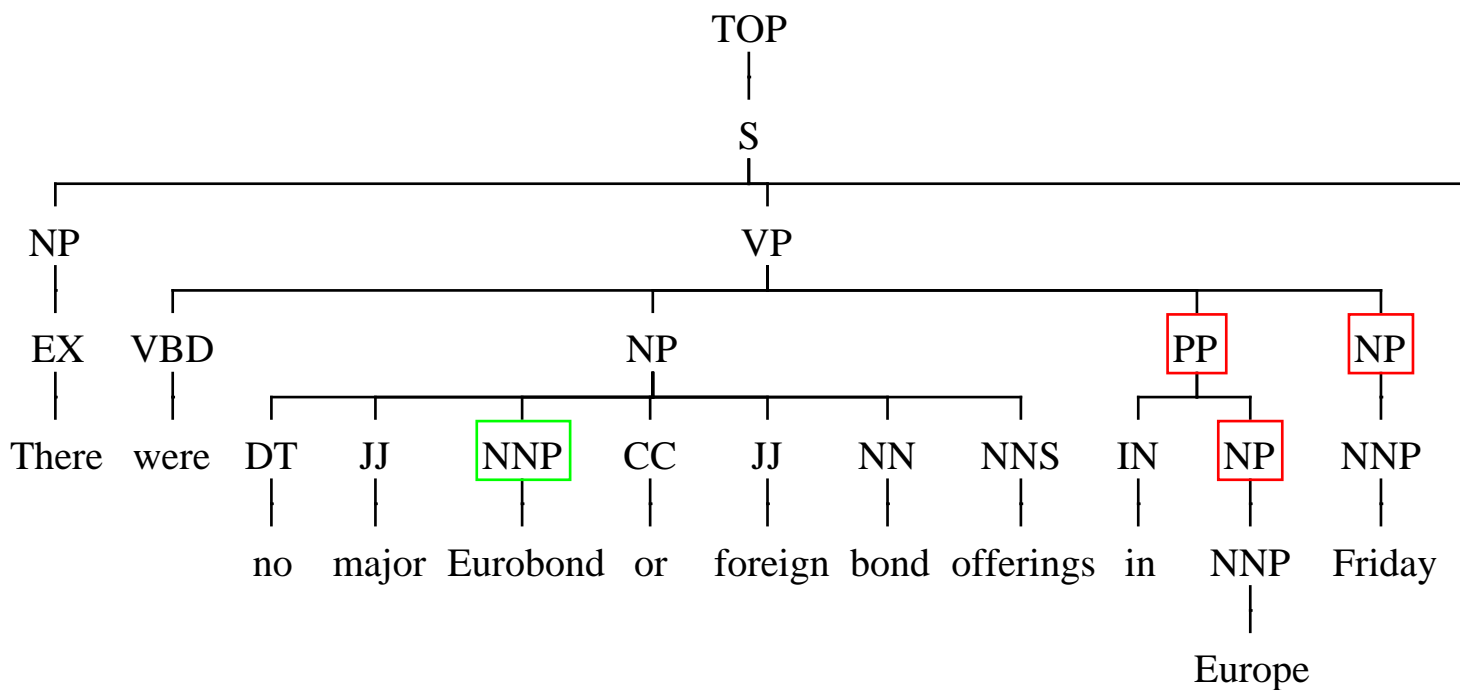 TOP
S
NP VP
EX VBD NP PP NP
There were DT JJ NNP CC JJ NN NNS IN NP NNP
no major Eurobond or foreign bond offerings in NNP Friday
Europe